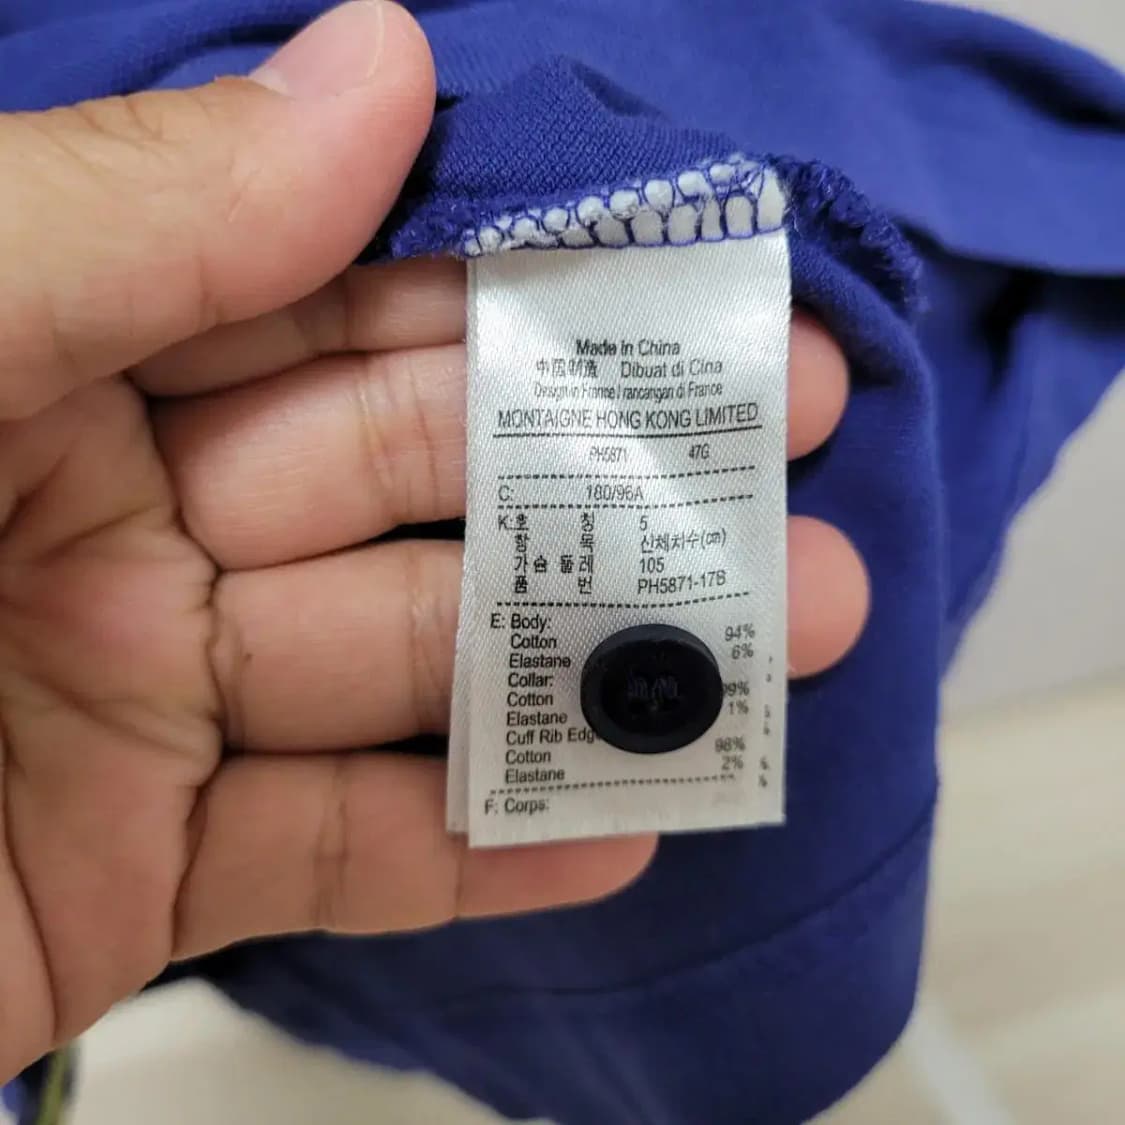 Made in China
中國制造 Dibuat di Cina
Design in France / rancangan di France
MONTAIGNE HONG KONG LIMITED
PH5871 47G
C: 180/96A
K:호 칭 5
항 목 신체치수(cm)
가 슴 둘 레 105
품 번 PH5871-17B
E: Body:
Cotton 94%
Elastane 6%
Collar:
Cotton 99%
Elastane 1%
Cuff Rib Edg
Cotton 98%
Elastane 2%
F: Corps: